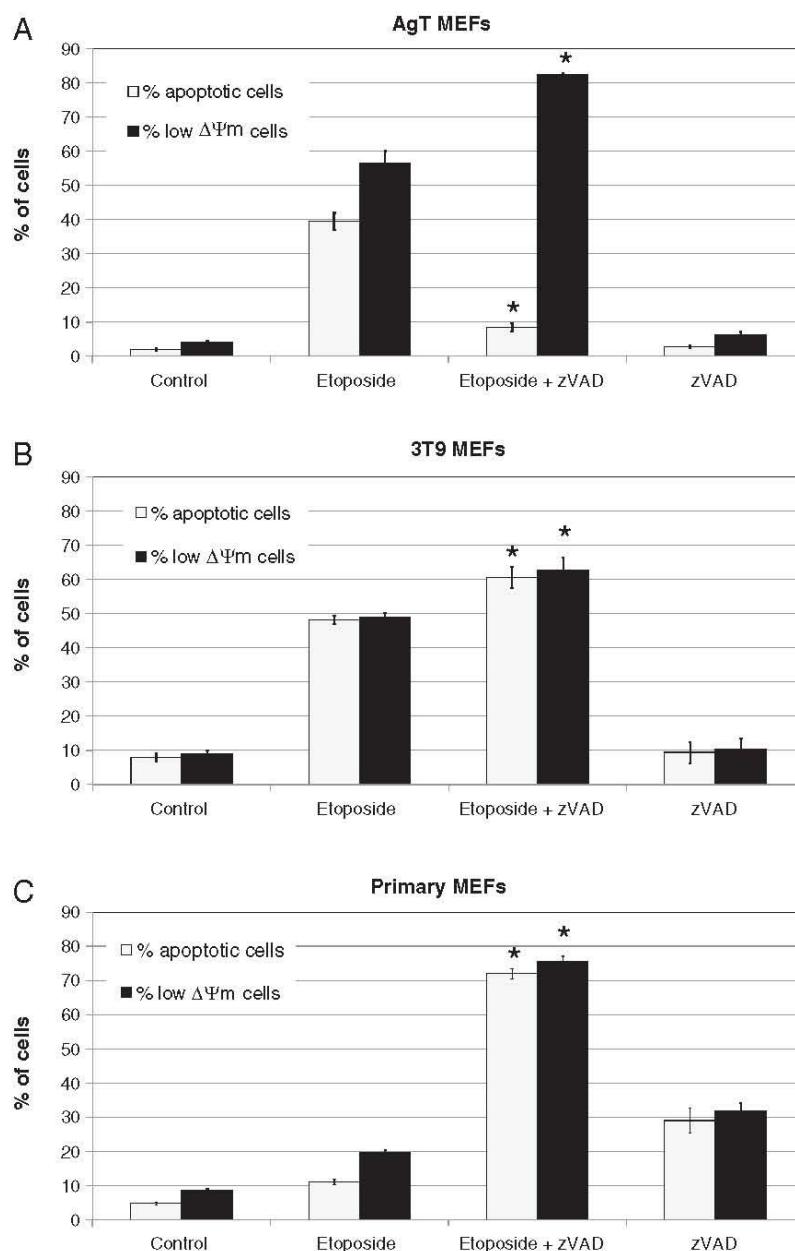 A
AgT MEFs
90
80
70
60
50
40
30
20
10
0
% of cells
% apoptotic cells
% low ΔΨm cells
*
*
Control Etoposide Etoposide + zVAD zVAD
B
3T9 MEFs
90
80
70
60
50
40
30
20
10
0
% of cells
% apoptotic cells
% low ΔΨm cells
*
*
Control Etoposide Etoposide + zVAD zVAD
C
Primary MEFs
90
80
70
60
50
40
30
20
10
0
% of cells
% apoptotic cells
% low ΔΨm cells
*
*
Control Etoposide Etoposide + zVAD zVAD